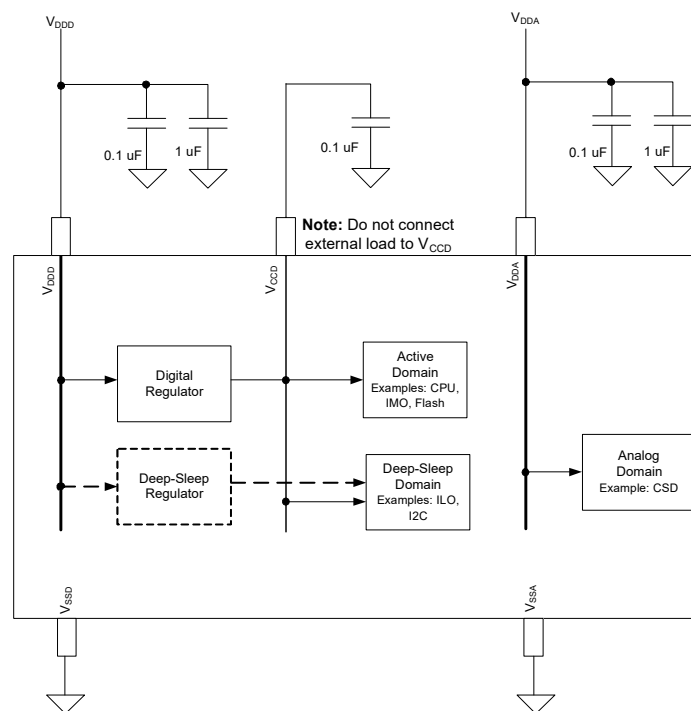 VDDD
VDDA
0.1 uF
1 uF
0.1 uF
0.1 uF
1 uF
Note: Do not connect
external load to VCCD
VDDD
VCCD
VDDA
Digital
Regulator
Active
Domain
Examples: CPU,
IMO, Flash
Deep-Sleep
Regulator
Deep-Sleep
Domain
Examples: ILO,
I2C
Analog
Domain
Example: CSD
VSSD
VSSA